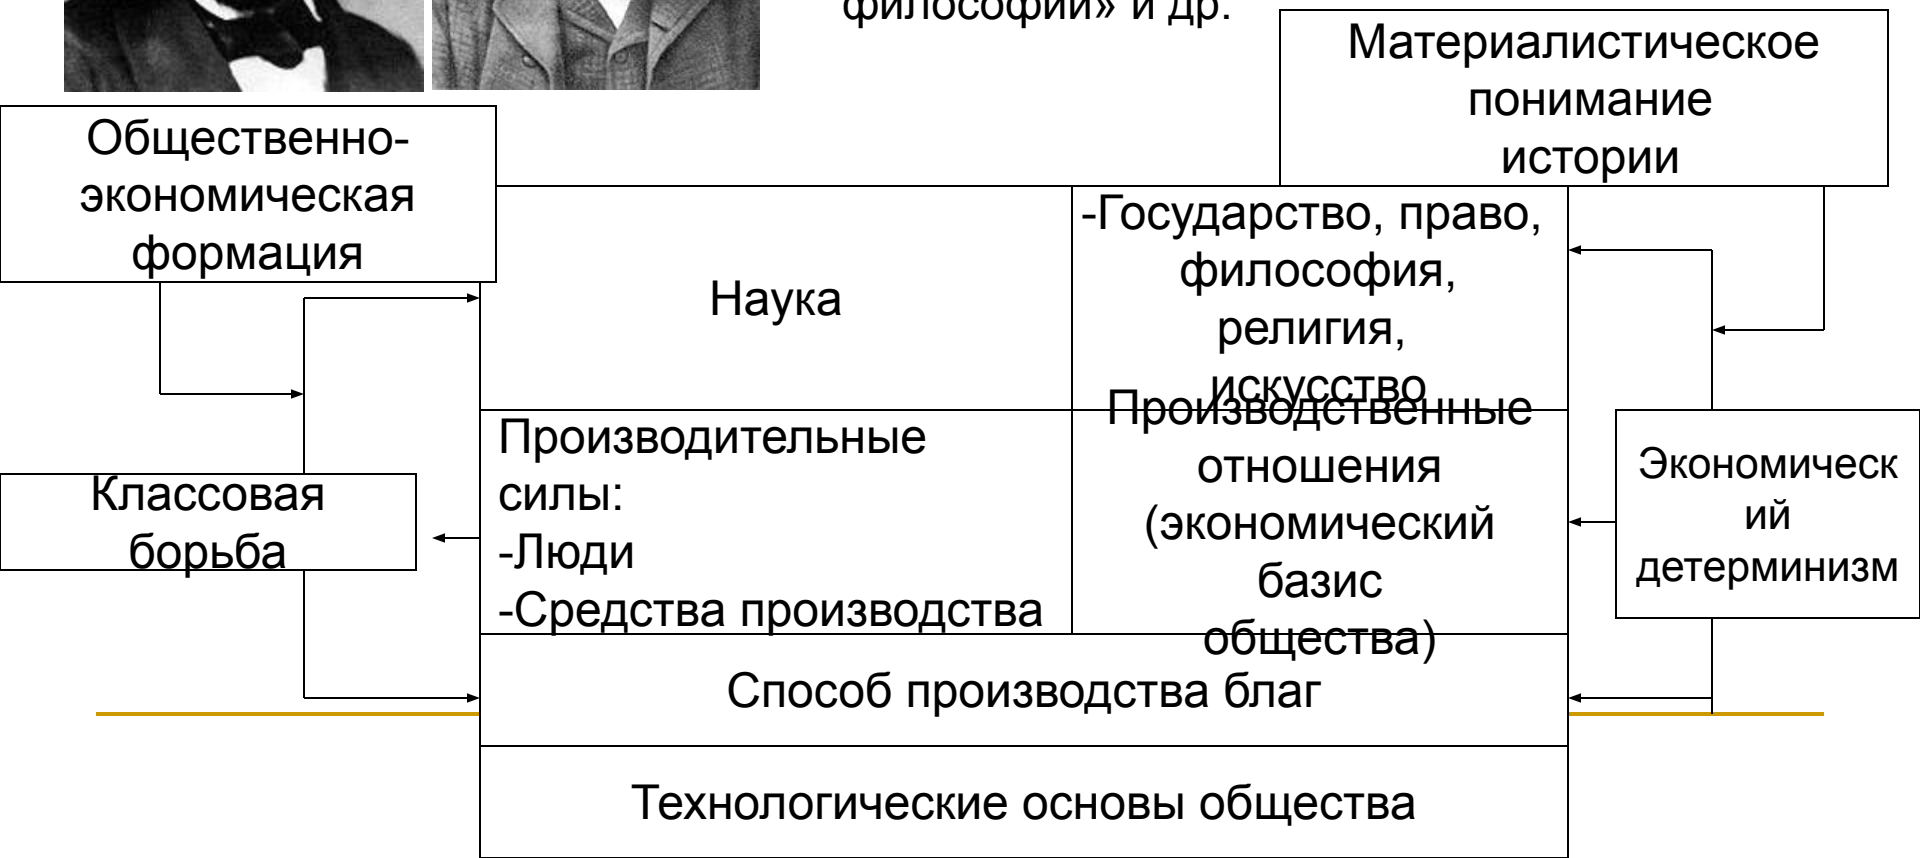 философии» и др.
Материалистическое
понимание
истории
Общественно-
экономическая
формация
Наука
-Государство, право,
философия,
религия,
искусство
Производительные
силы:
-Люди
-Средства производства
Производственные
отношения
(экономический
базис
общества)
Экономическ
ий
детерминизм
Классовая
борьба
Способ производства благ
Технологические основы общества